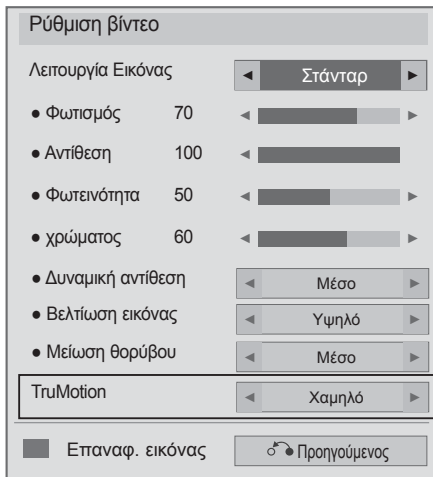 Ρύθμιση βίντεο
Λειτουργία Εικόνας ◄ Στάνταρ ►
● Φωτισμός 70 ◄ ►
● Αντίθεση 100 ◄
● Φωτεινότητα 50 ◄ ►
● χρώματος 60 ◄ ►
● Δυναμική αντίθεση ◄ Μέσο ►
● Βελτίωση εικόνας ◄ Υψηλό ►
● Μείωση θορύβου ◄ Μέσο ►
TruMotion ◄ Χαμηλό ►
Επαναφ. εικόνας Προηγούμενος